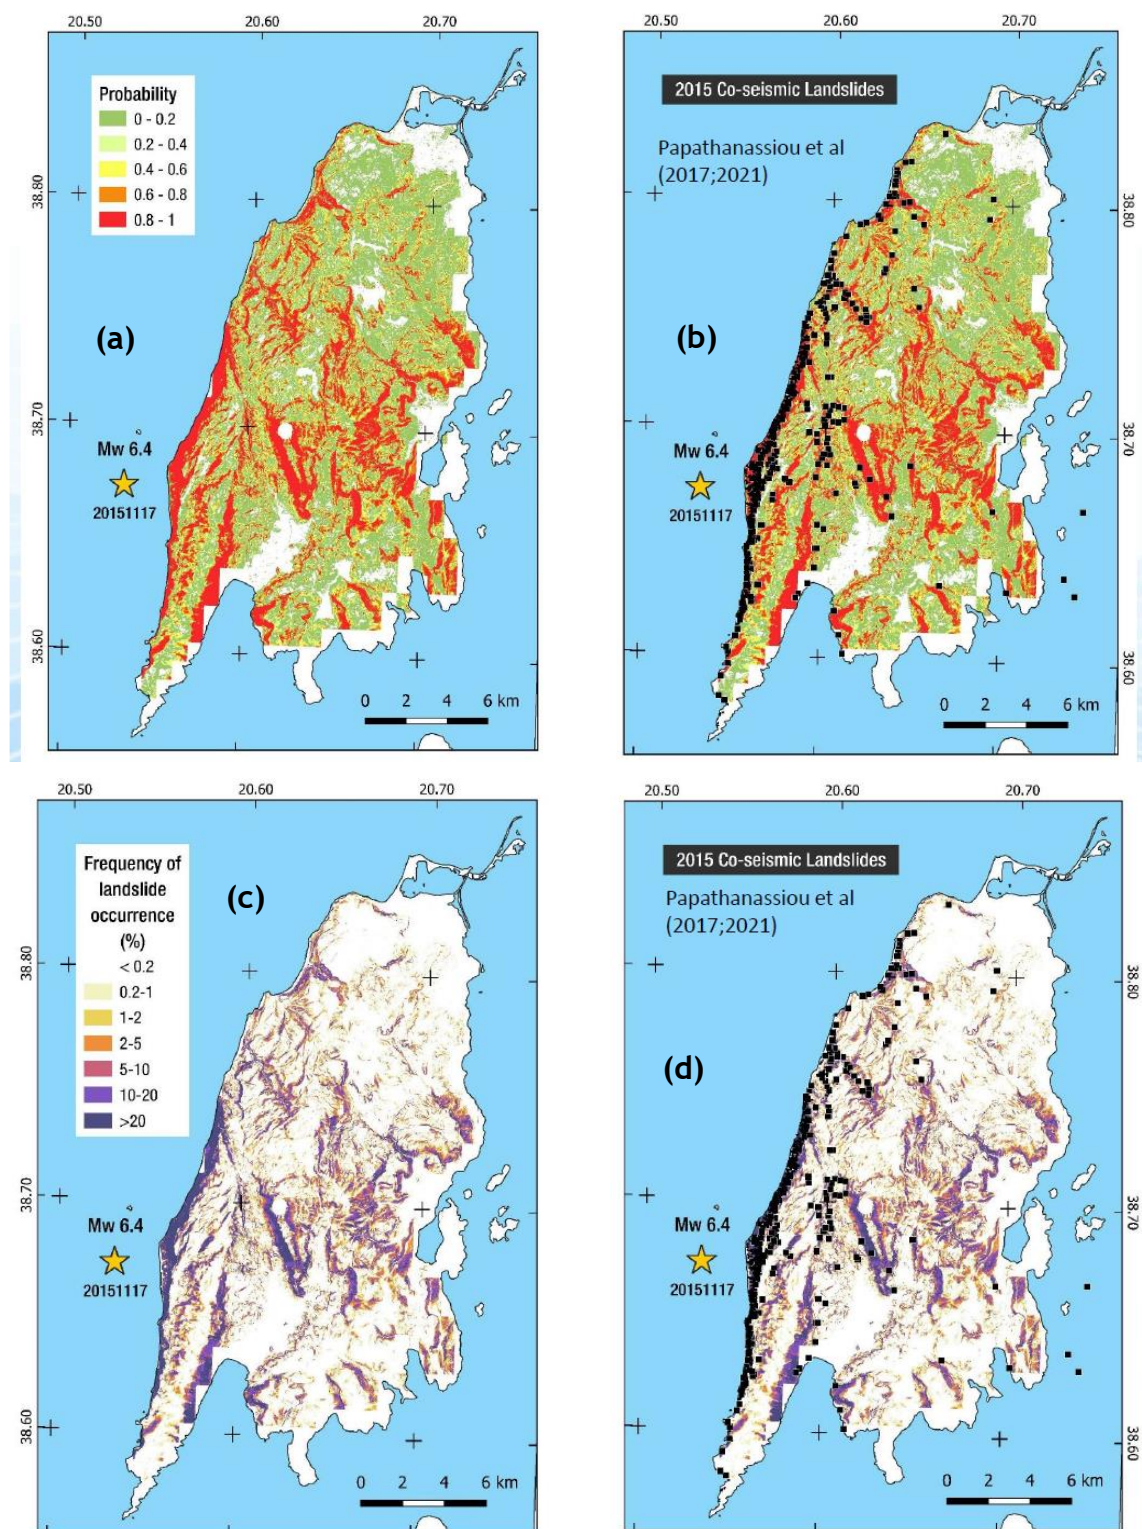 20.50
20.60
20.70
Probability
0 - 0.2
0.2 - 0.4
0.4 - 0.6
0.6 - 0.8
0.8 - 1
38.80
38.70
38.60
(a)
Mw 6.4
20151117
0 2 4 6 km
20.50
20.60
20.70
2015 Co-seismic Landslides
Papathanassiou et al
(2017;2021)
38.80
38.70
38.60
(b)
Mw 6.4
20151117
0 2 4 6 km
20.50
20.60
20.70
Frequency of
landslide
occurrence
(%)
< 0.2
0.2-1
1-2
2-5
5-10
10-20
>20
(c)
38.80
38.70
38.60
Mw 6.4
20151117
0 2 4 6 km
20.50
20.60
20.70
2015 Co-seismic Landslides
Papathanassiou et al
(2017;2021)
38.80
38.70
38.60
(d)
Mw 6.4
20151117
0 2 4 6 km